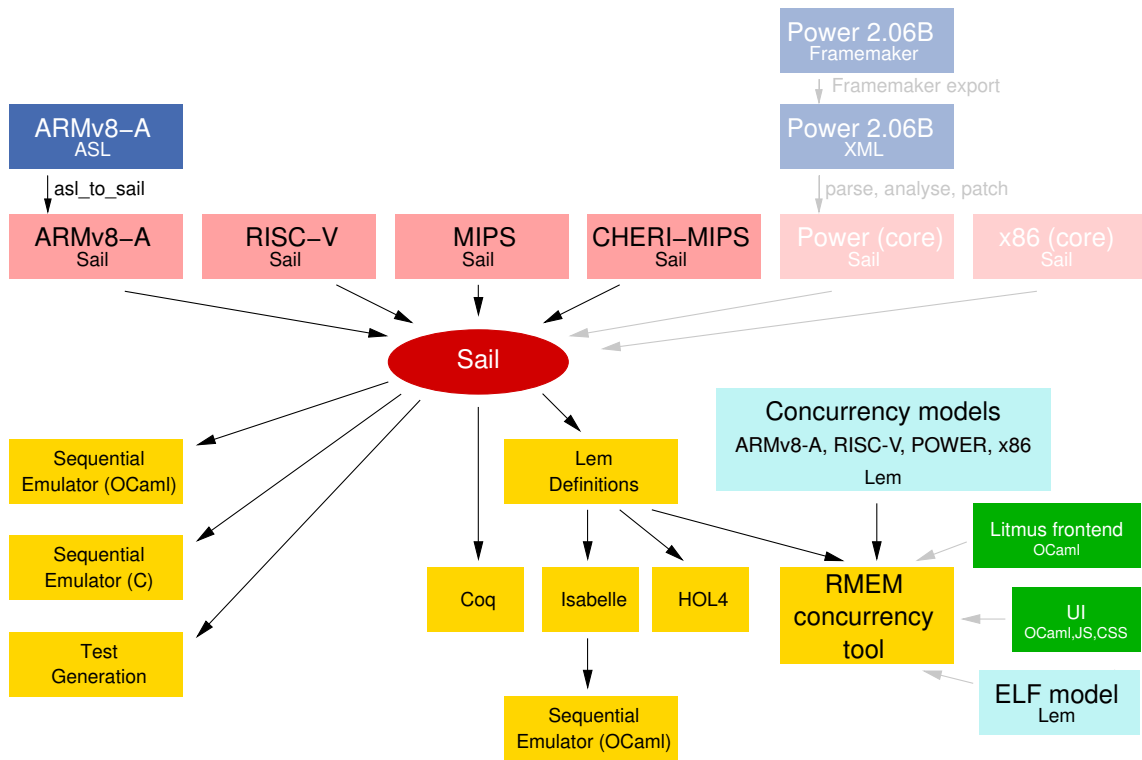 Power 2.06B
Framemaker
Framemaker export
ARMv8−A
ASL
Power 2.06B
XML
asl_to_sail
parse, analyse, patch
ARMv8−A
Sail
RISC−V
Sail
MIPS
Sail
CHERI−MIPS
Sail
Power (core)
Sail
x86 (core)
Sail
Sail
Concurrency models
ARMv8-A, RISC-V, POWER, x86
Lem
Sequential
Emulator (OCaml)
Lem
Definitions
Litmus frontend
OCaml
Sequential
Emulator (C)
Coq
Isabelle
HOL4
RMEM
concurrency
tool
UI
OCaml,JS,CSS
Test
Generation
ELF model
Lem
Sequential
Emulator (OCaml)